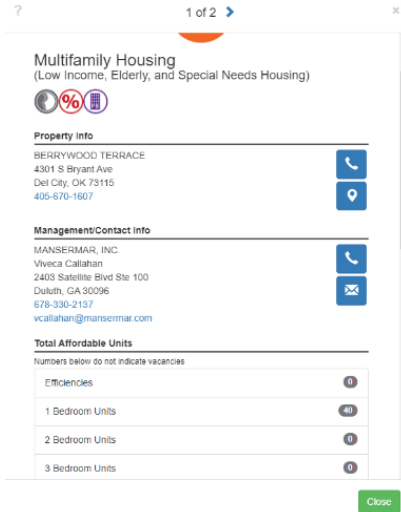 ?
1 of 2
×
Multifamily Housing
(Low Income, Elderly, and Special Needs Housing)
%
Property Info
BERRYWOOD TERRACE
4301 S Bryant Ave
Del City, OK 73115
405-670-1607
Management/Contact Info
MANSERMAR, INC.
Viveca Callahan
2403 Satellite Blvd Ste 100
Duluth, GA 30096
678-330-2137
vcallahan@mansermar.com
Total Affordable Units
Numbers below do not indicate vacancies
Efficiencies 0
1 Bedroom Units 40
2 Bedroom Units 0
3 Bedroom Units 0
Close